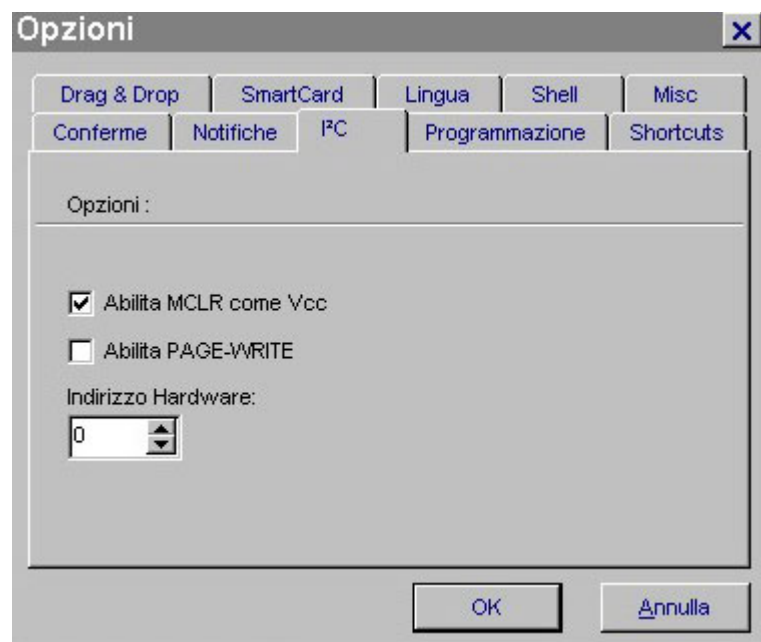 Opzioni
Drag & Drop SmartCard Lingua Shell Misc
Conferme Notifiche I²C Programmazione Shortcuts
Opzioni :
Abilita MCLR come Vcc
Abilita PAGE-WRITE
Indirizzo Hardware:
0
OK Annulla